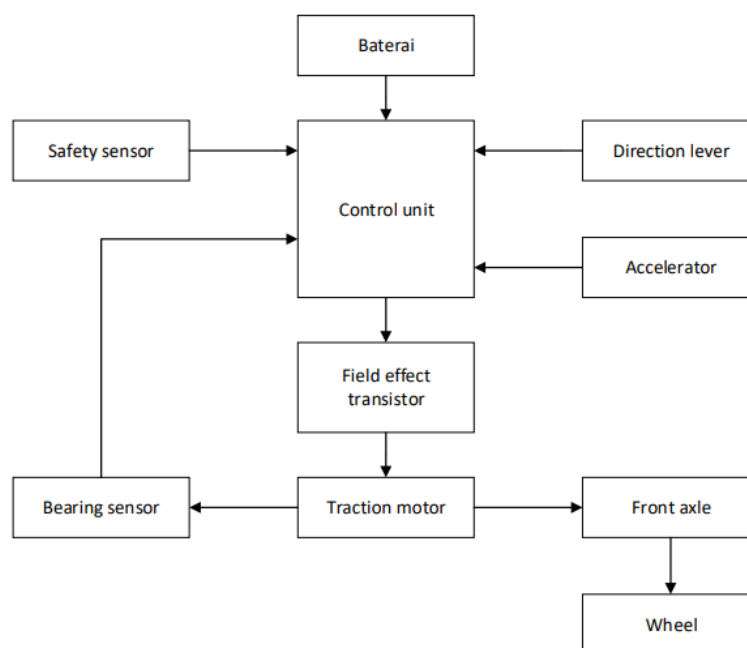 Baterai
Safety sensor
Direction lever
Control unit
Accelerator
Field effect
transistor
Bearing sensor
Traction motor
Front axle
Wheel